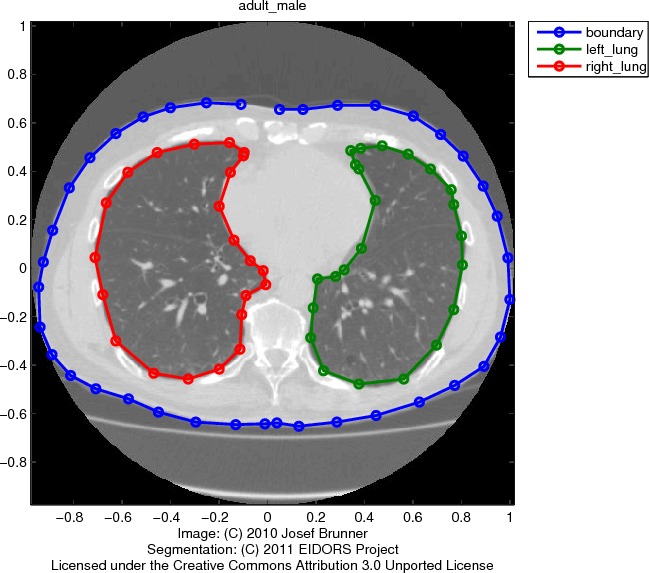 adult_male
boundary
left_lung
right_lung
1
0.8
0.6
0.4
0.2
0
−0.2
−0.4
−0.6
−0.8
−0.8 −0.6 −0.4 −0.2 0 0.2 0.4 0.6 0.8 1
Image: (C) 2010 Josef Brunner
Segmentation: (C) 2011 EIDORS Project
Licensed under the Creative Commons Attribution 3.0 Unported License